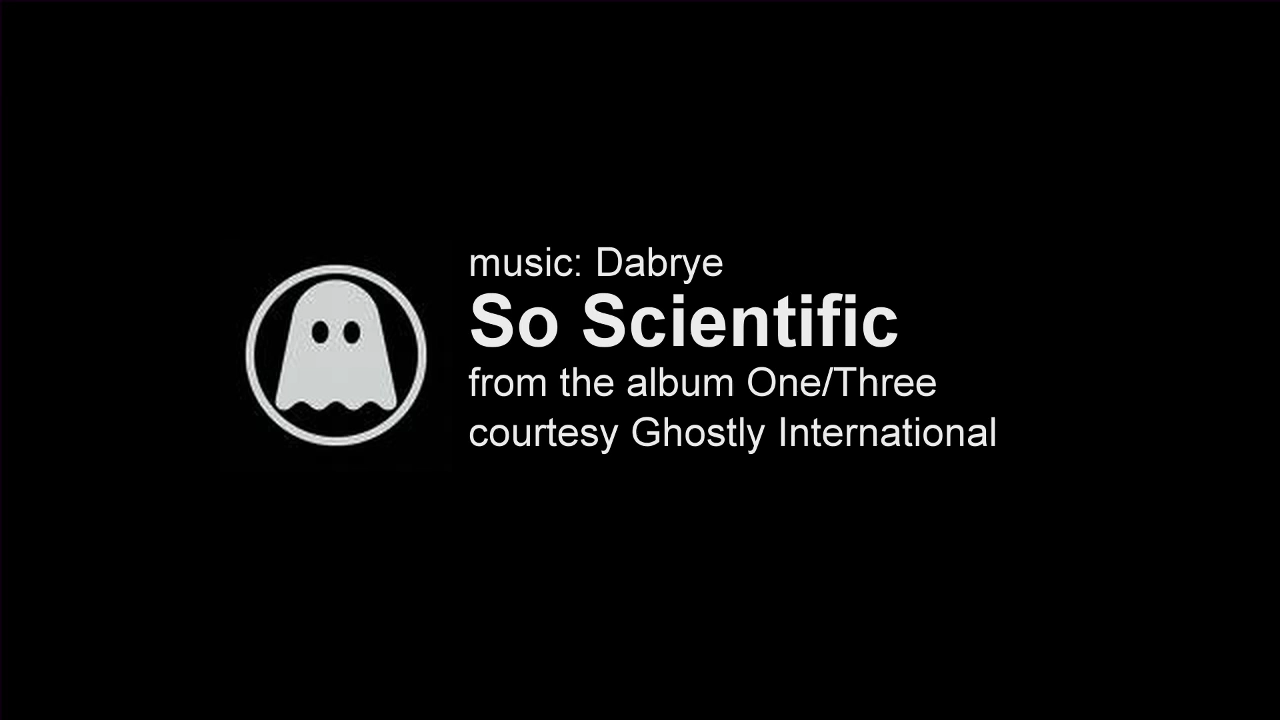 music: Dabrye
So Scientific
from the album One/Three
courtesy Ghostly International